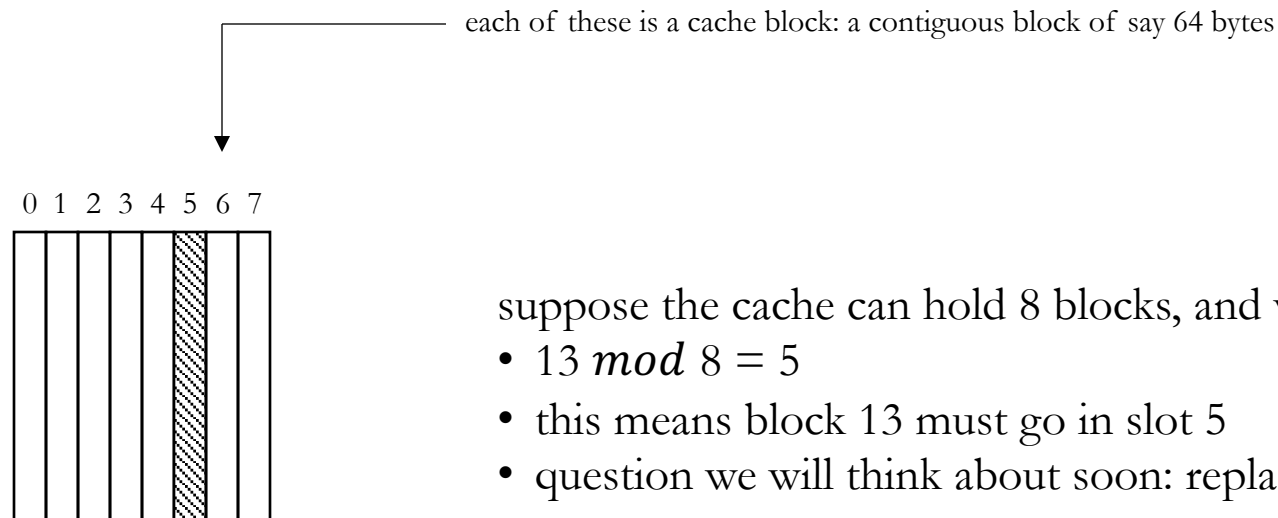 each of these is a cache block: a contiguous block of say 64 bytes
0 1 2 3 4 5 6 7
suppose the cache can hold 8 blocks, and
• 13 mod 8 = 5
• this means block 13 must go in slot 5
• question we will think about soon: